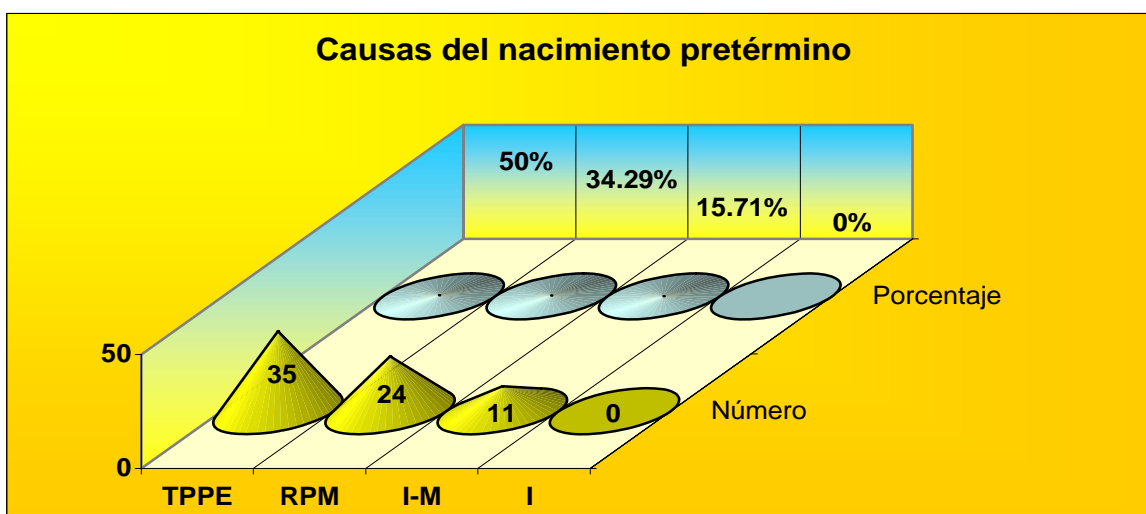 Causas del nacimiento pretérmino
50%
34.29%
15.71%
0%
Porcentaje
50
35
24
11
0
Número
0
TPPE RPM I-M I